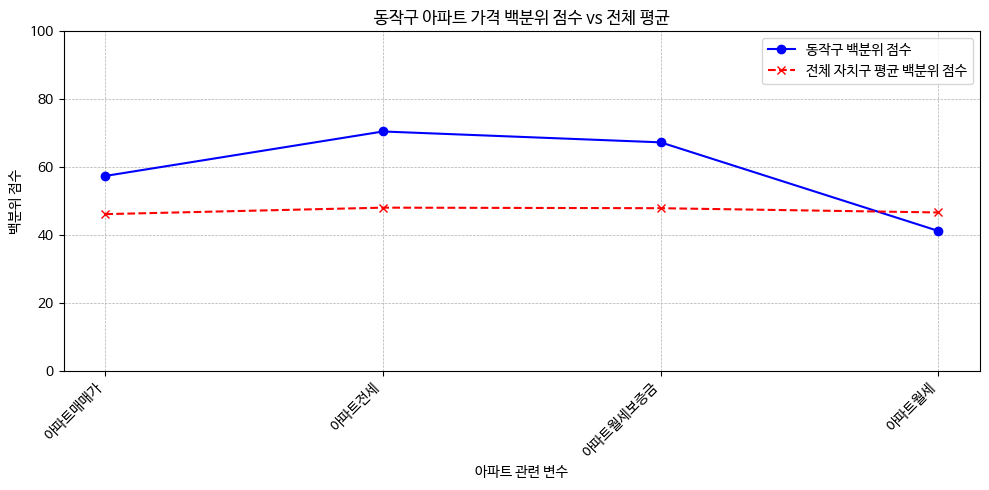 동작구 아파트 가격 백분위 점수 vs 전체 평균
동작구 백분위 점수
전체 자치구 평균 백분위 점수
백분위 점수
100
80
60
40
20
0
아파트매매가
아파트전세
아파트월세보증금
아파트월세
아파트 관련 변수